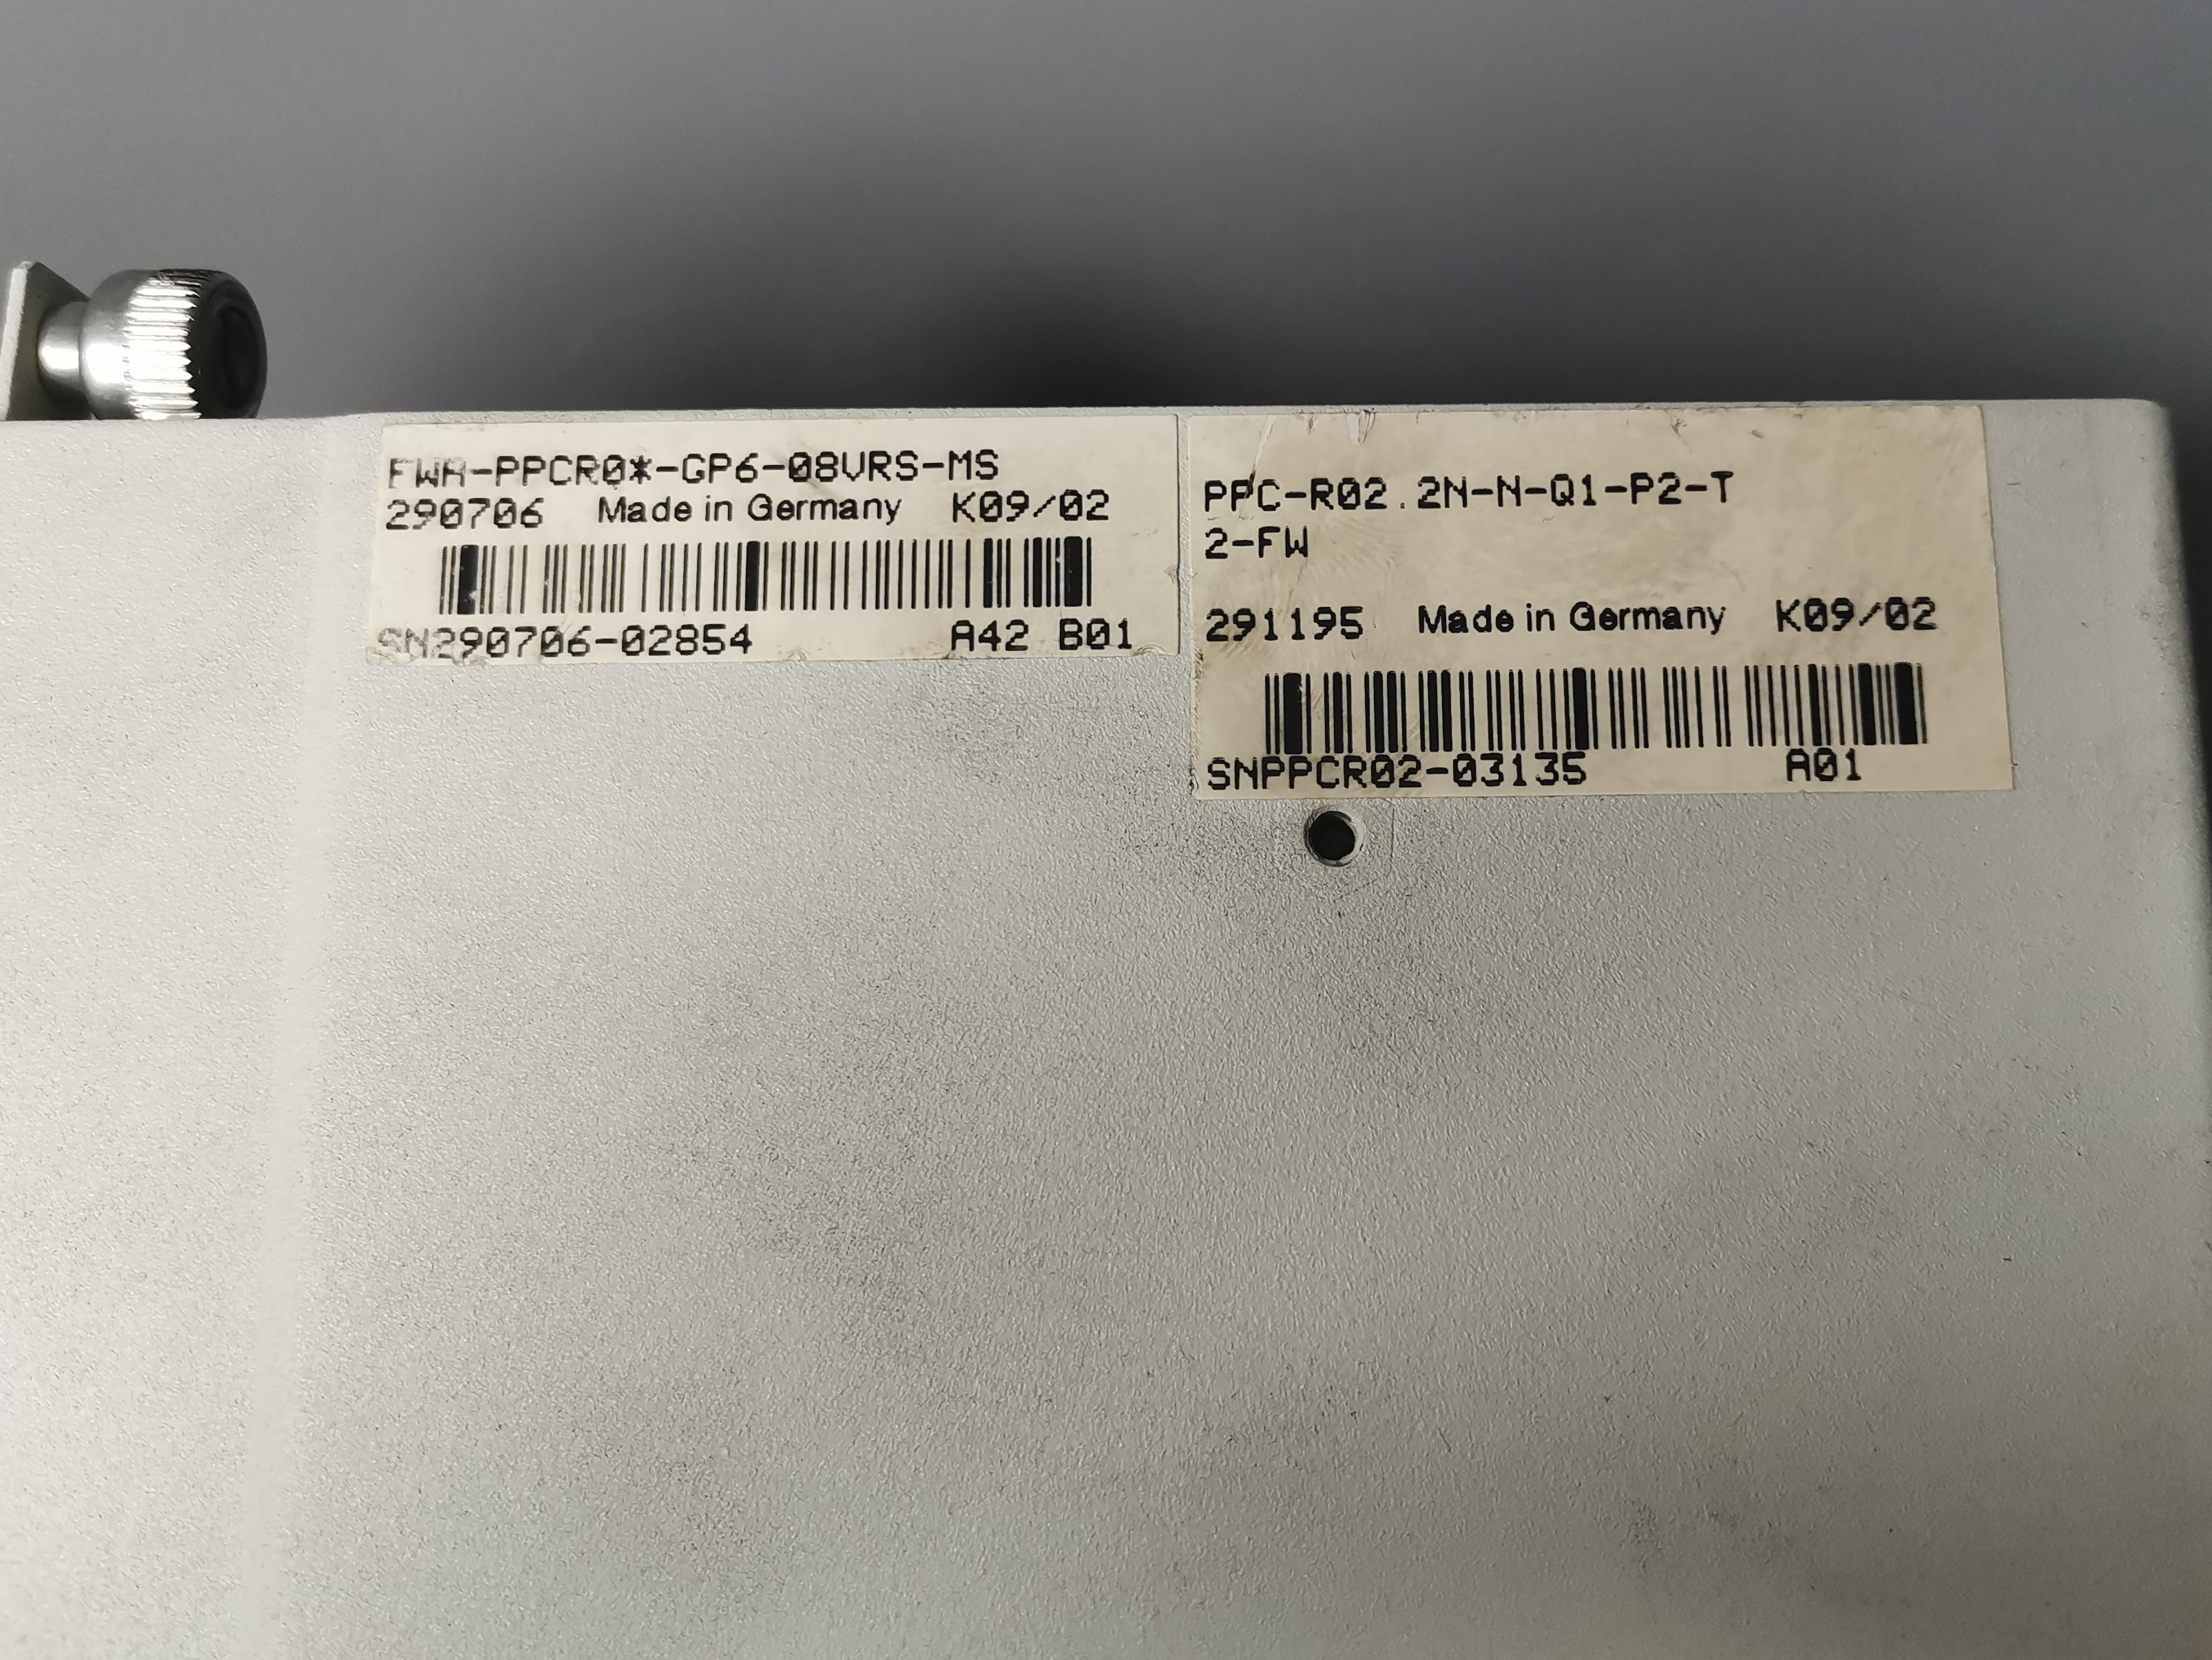 FWA-PPCR0*-GP6-08VRS-MS
290706 Made in Germany K09/02
SN290706-02854 A42 B01
PPC-R02.2N-N-Q1-P2-T
2-FW
291195 Made in Germany K09/02
SNPPCR02-03135 A01